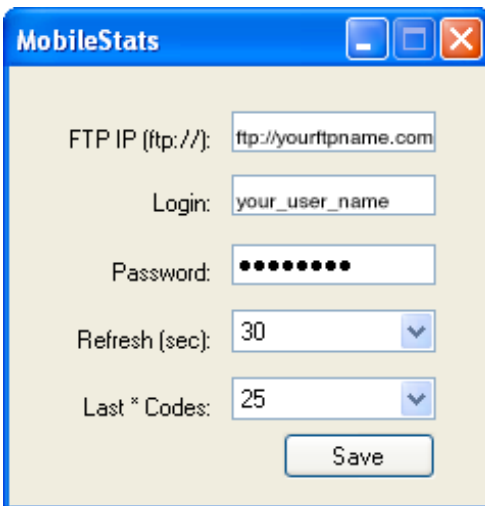 MobileStats
FTP IP (ftp://): ftp://yourftpname.com
Login: your_user_name
Password: ●●●●●●●●
Refresh (sec): 30
Last * Codes: 25
Save